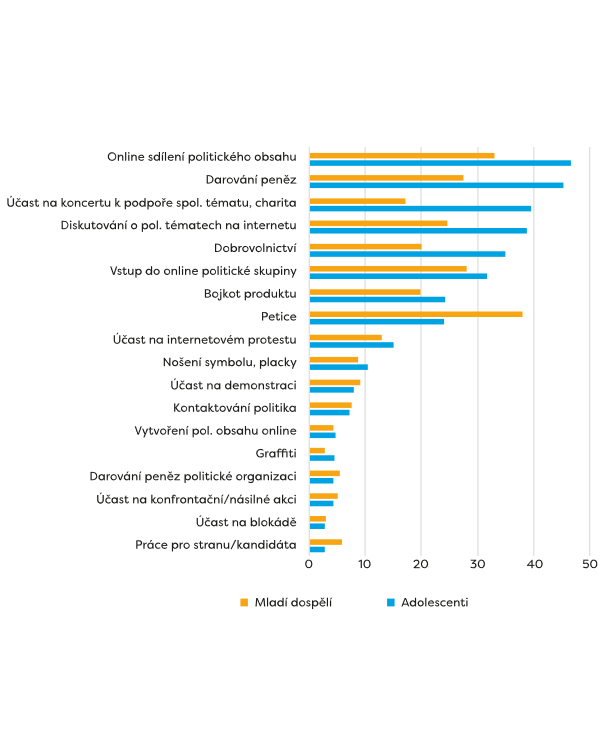 Online sdílení politického obsahu
Darování peněz
Účast na koncertu k podpoře spol. tématu, charita
Diskutování o pol. tématech na internetu
Dobrovolnictví
Vstup do online politické skupiny
Bojkot produktu
Petice
Účast na internetovém protestu
Nošení symbolu, placky
Účast na demonstraci
Kontaktování politika
Vytvoření pol. obsahu online
Graffiti
Darování peněz politické organizaci
Účast na konfrontační/násilné akci
Účast na blokádě
Práce pro stranu/kandidáta
0 10 20 30 40 50
Mladí dospělí Adolescenti